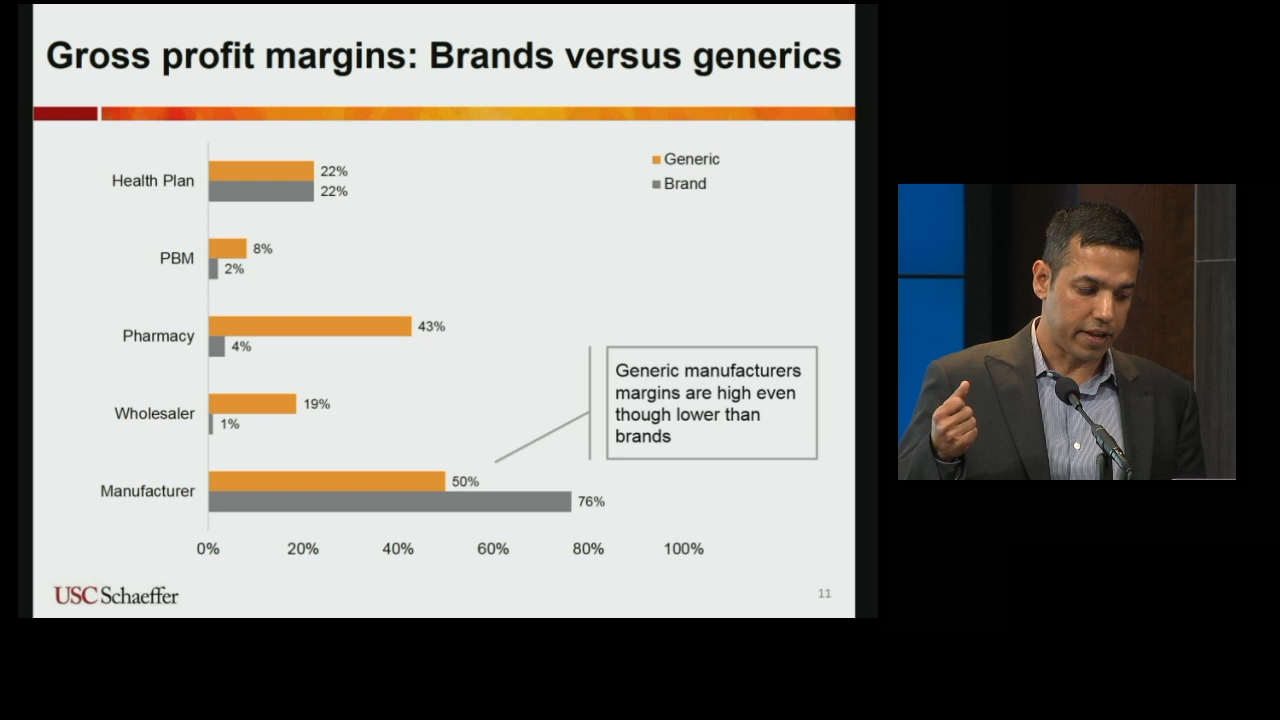 Gross profit margins: Brands versus generics
Generic
Brand
Health Plan
22%
22%
PBM
8%
2%
Pharmacy
43%
4%
Wholesaler
19%
1%
Generic manufacturers
margins are high even
though lower than
brands
Manufacturer
50%
76%
0% 20% 40% 60% 80% 100%
USC Schaeffer
11